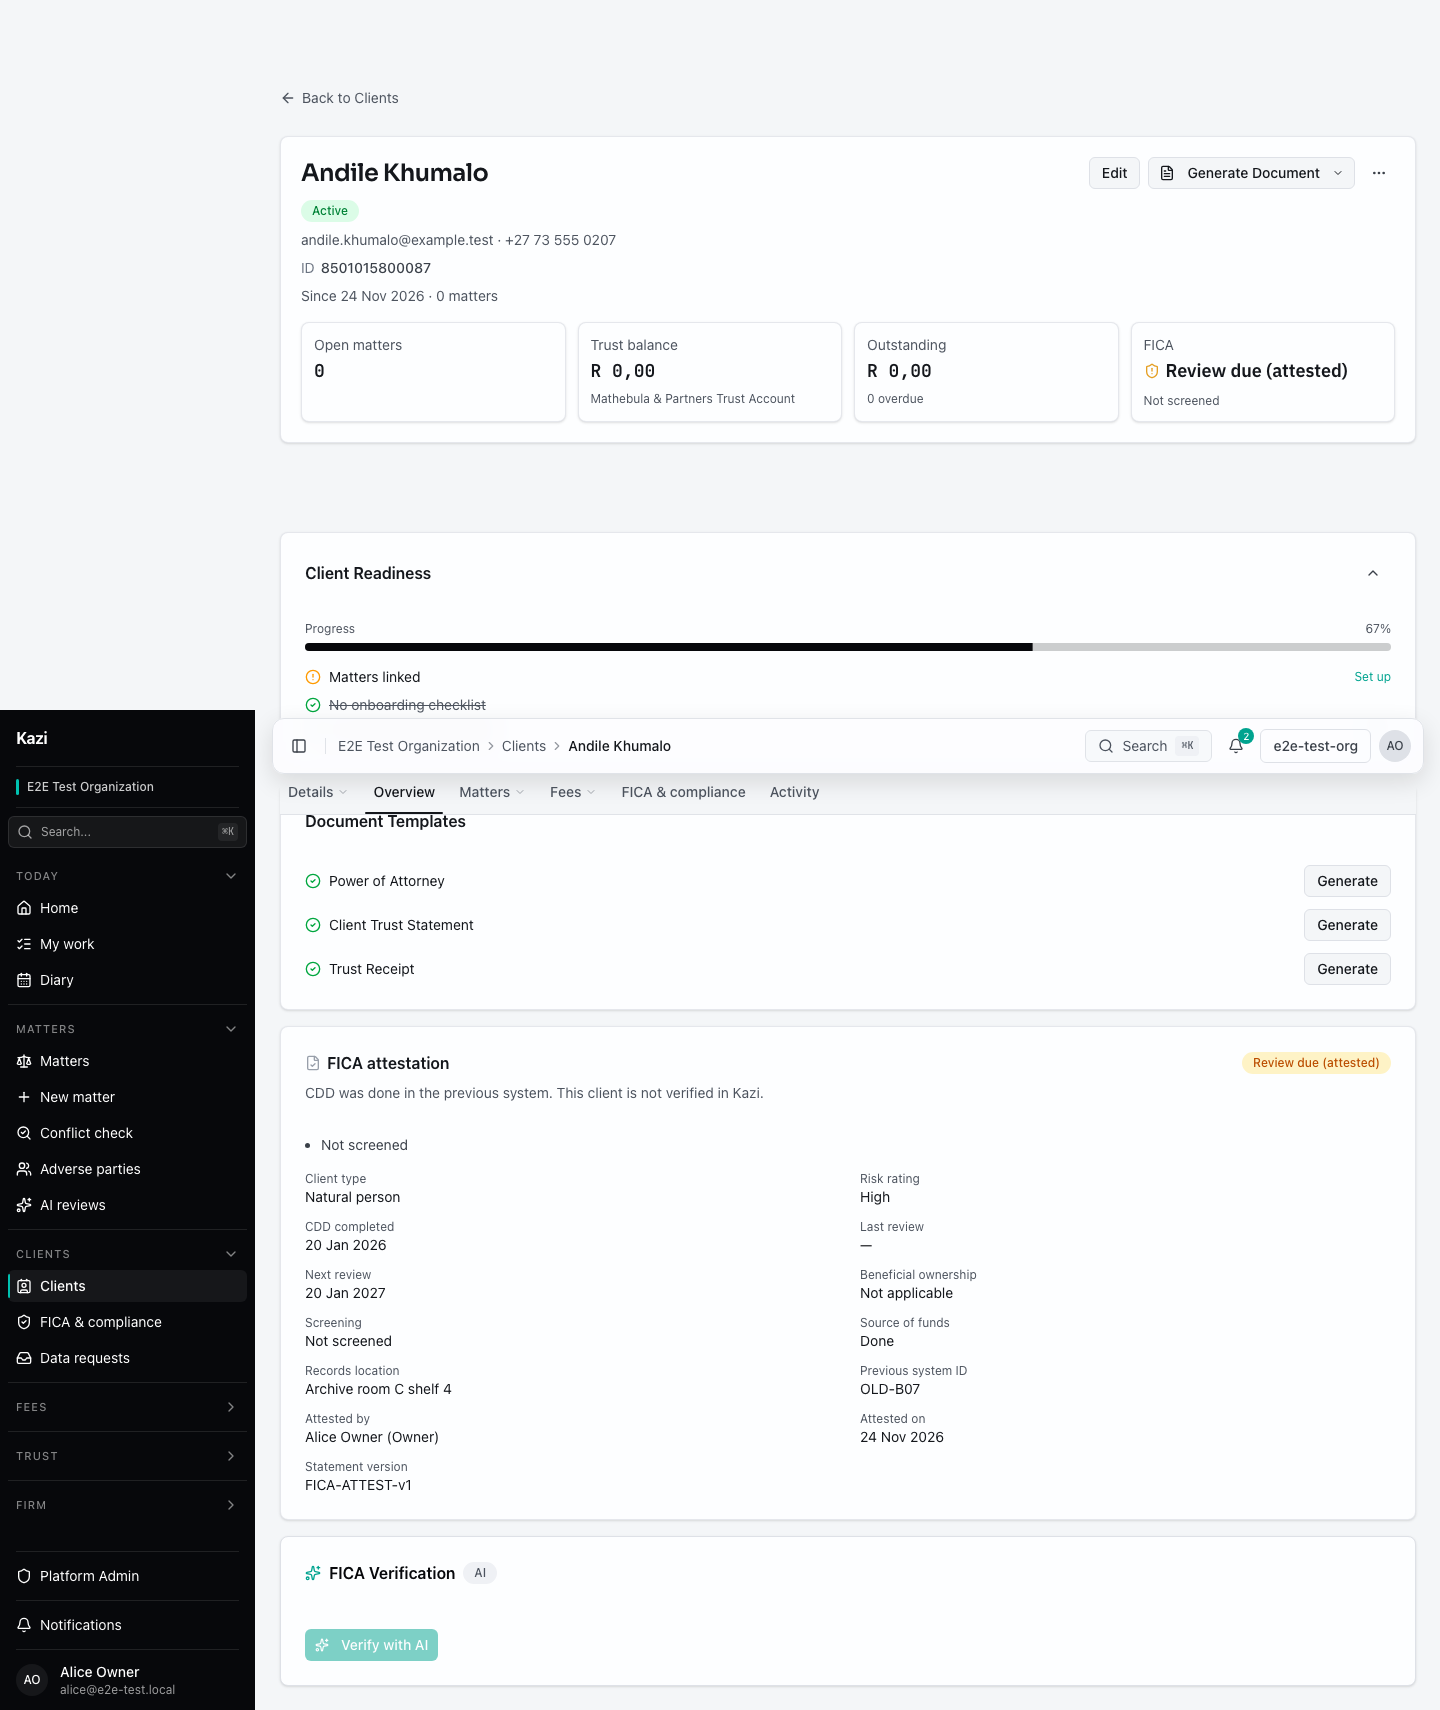 Back to Clients
Andile Khumalo
Edit
Generate Document
Active
andile.khumalo@example.test · +27 73 555 0207
ID 8501015800087
Since 24 Nov 2026 · 0 matters
Open matters
0
Trust balance
R 0,00
Mathebula & Partners Trust Account
Outstanding
R 0,00
0 overdue
FICA
Review due (attested)
Not screened
Client Readiness
Progress
67%
Matters linked
Set up
No onboarding checklist
Kazi
E2E Test Organization
Search...
⌘K
TODAY
Home
My work
Diary
MATTERS
Matters
New matter
Conflict check
Adverse parties
AI reviews
CLIENTS
Clients
FICA & compliance
Data requests
FEES
TRUST
FIRM
Platform Admin
Notifications
AO
Alice Owner
alice@e2e-test.local
E2E Test Organization
Clients
Andile Khumalo
Search
⌘K
2
e2e-test-org
AO
Details
Overview
Matters
Fees
FICA & compliance
Activity
Document Templates
Power of Attorney
Generate
Client Trust Statement
Generate
Trust Receipt
Generate
FICA attestation
Review due (attested)
CDD was done in the previous system. This client is not verified in Kazi.
• Not screened
Client type
Natural person
Risk rating
High
CDD completed
20 Jan 2026
Last review
—
Next review
20 Jan 2027
Beneficial ownership
Not applicable
Screening
Not screened
Source of funds
Done
Records location
Archive room C shelf 4
Previous system ID
OLD-B07
Attested by
Alice Owner (Owner)
Attested on
24 Nov 2026
Statement version
FICA-ATTEST-v1
FICA Verification
AI
Verify with AI